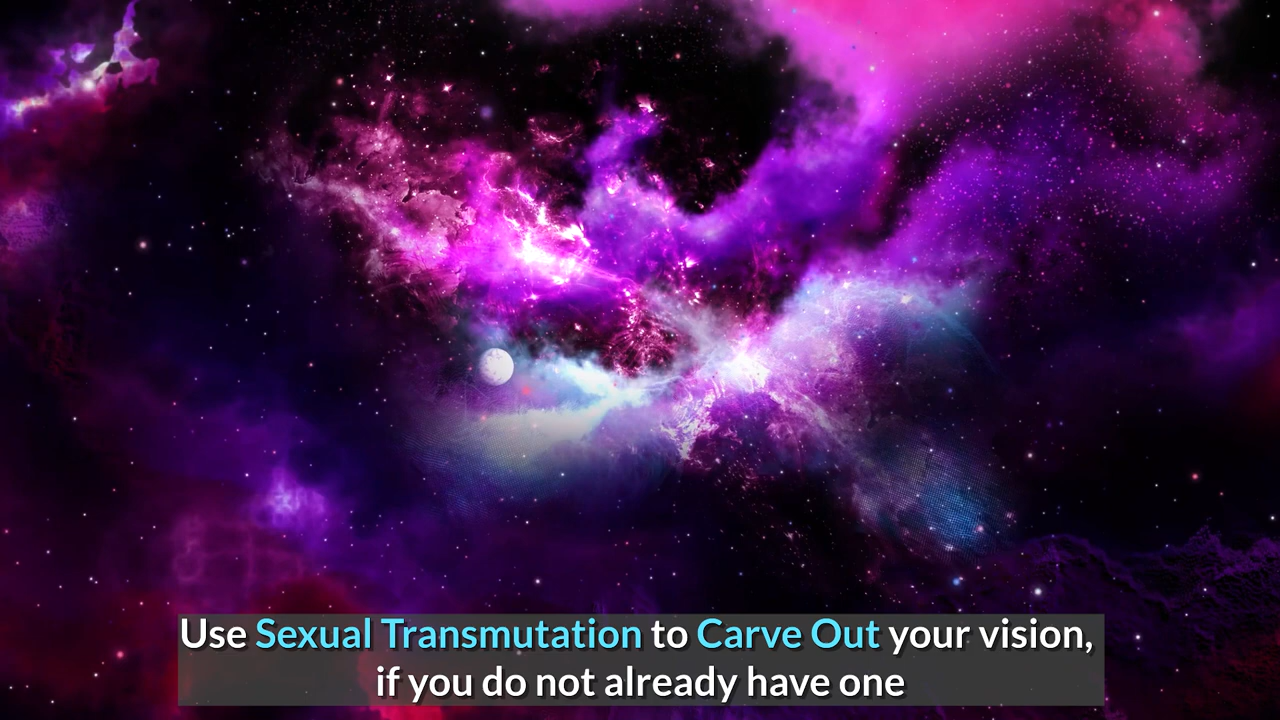 Use Sexual Transmutation to Carve Out your vision,
if you do not already have one